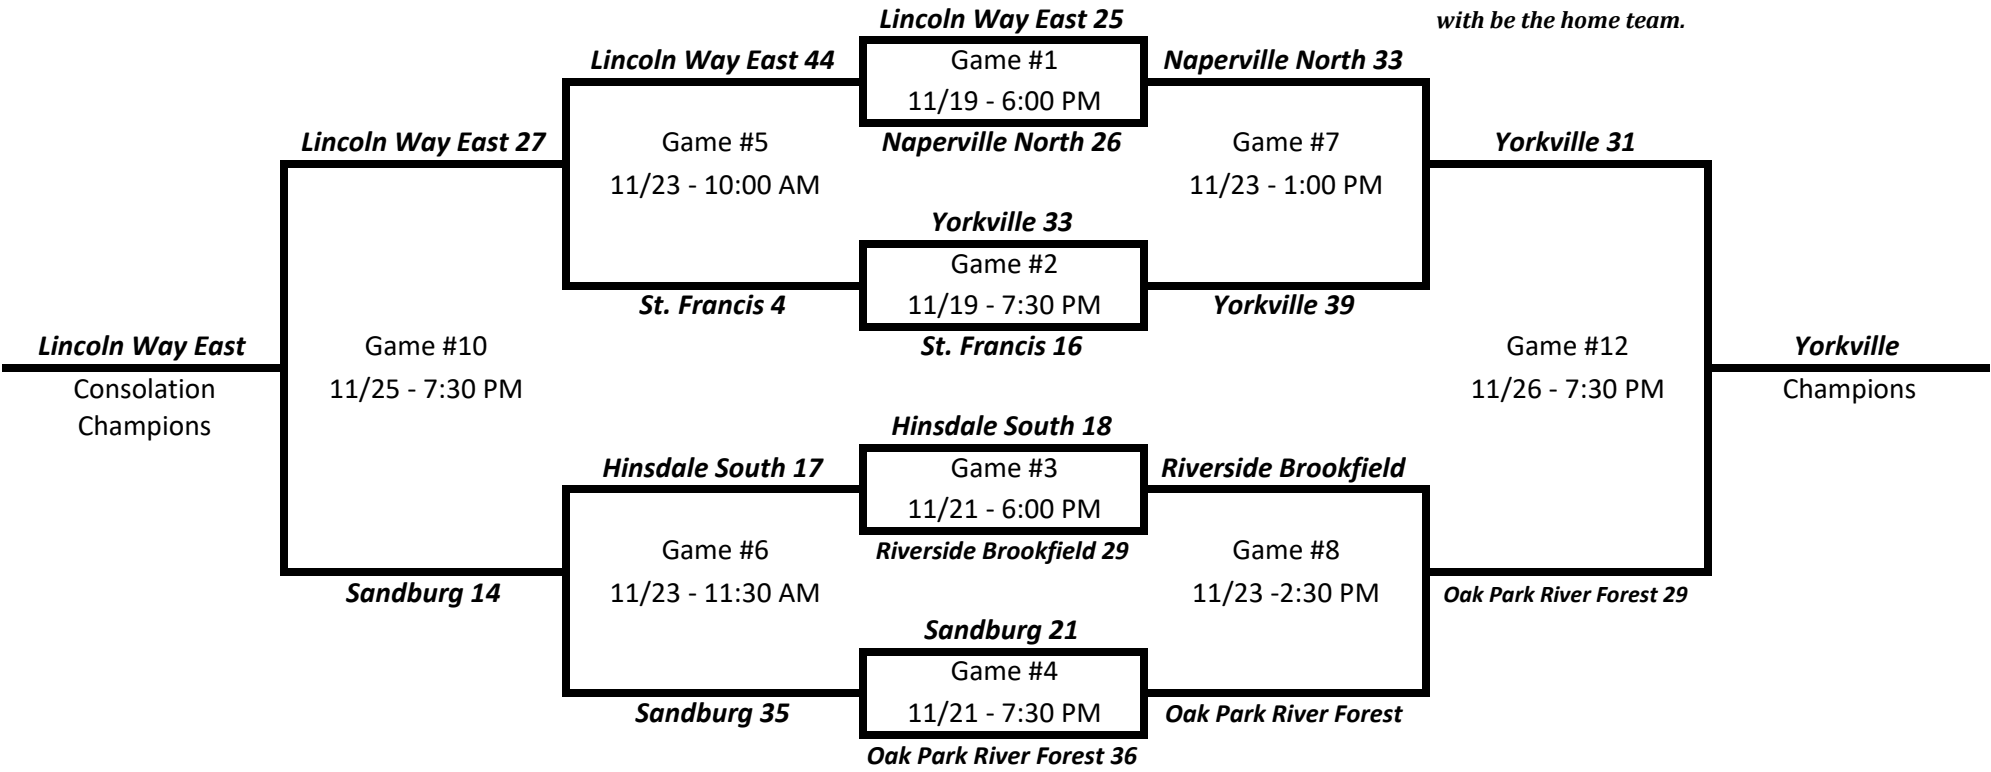 Lincoln Way East 25
with be the home team.
Lincoln Way East 44
Game #1
Naperville North 33
11/19 - 6:00 PM
Lincoln Way East 27
Game #5
Naperville North 26
Game #7
Yorkville 31
11/23 - 10:00 AM
11/23 - 1:00 PM
Yorkville 33
Game #2
St. Francis 4
11/19 - 7:30 PM
Yorkville 39
Lincoln Way East
Game #10
St. Francis 16
Game #12
Yorkville
Consolation
11/25 - 7:30 PM
11/26 - 7:30 PM
Champions
Champions
Hinsdale South 18
Hinsdale South 17
Game #3
Riverside Brookfield
11/21 - 6:00 PM
Game #6
Riverside Brookfield 29
Game #8
Sandburg 14
11/23 - 11:30 AM
11/23 -2:30 PM
Oak Park River Forest 29
Sandburg 21
Game #4
Sandburg 35
11/21 - 7:30 PM
Oak Park River Forest
Oak Park River Forest 36